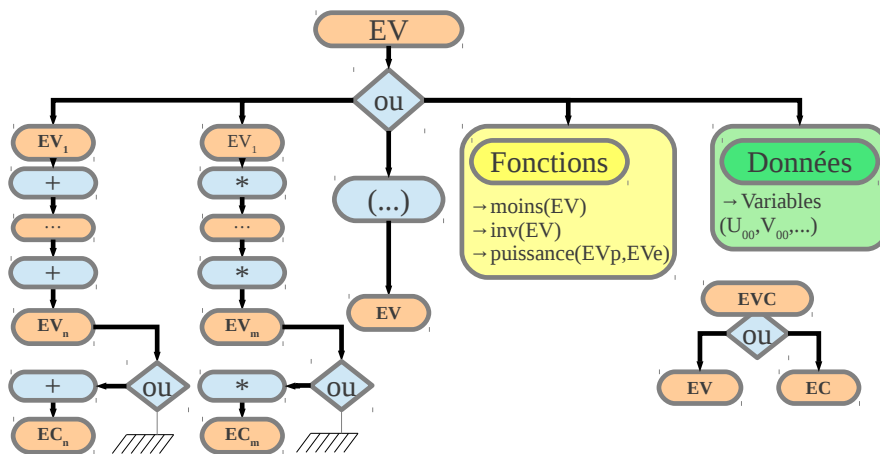 EV
ou
EV₁
+
...
+
EVₙ
ou
+
ECₙ
EV₁
*
...
*
EVₘ
ou
*
ECₘ
(...)
EV
Fonctions
→moins(EV)
→inv(EV)
→puissance(EVp,EVe)
Données
→Variables
(U₀₀,V₀₀,...)
EVC
ou
EV
EC